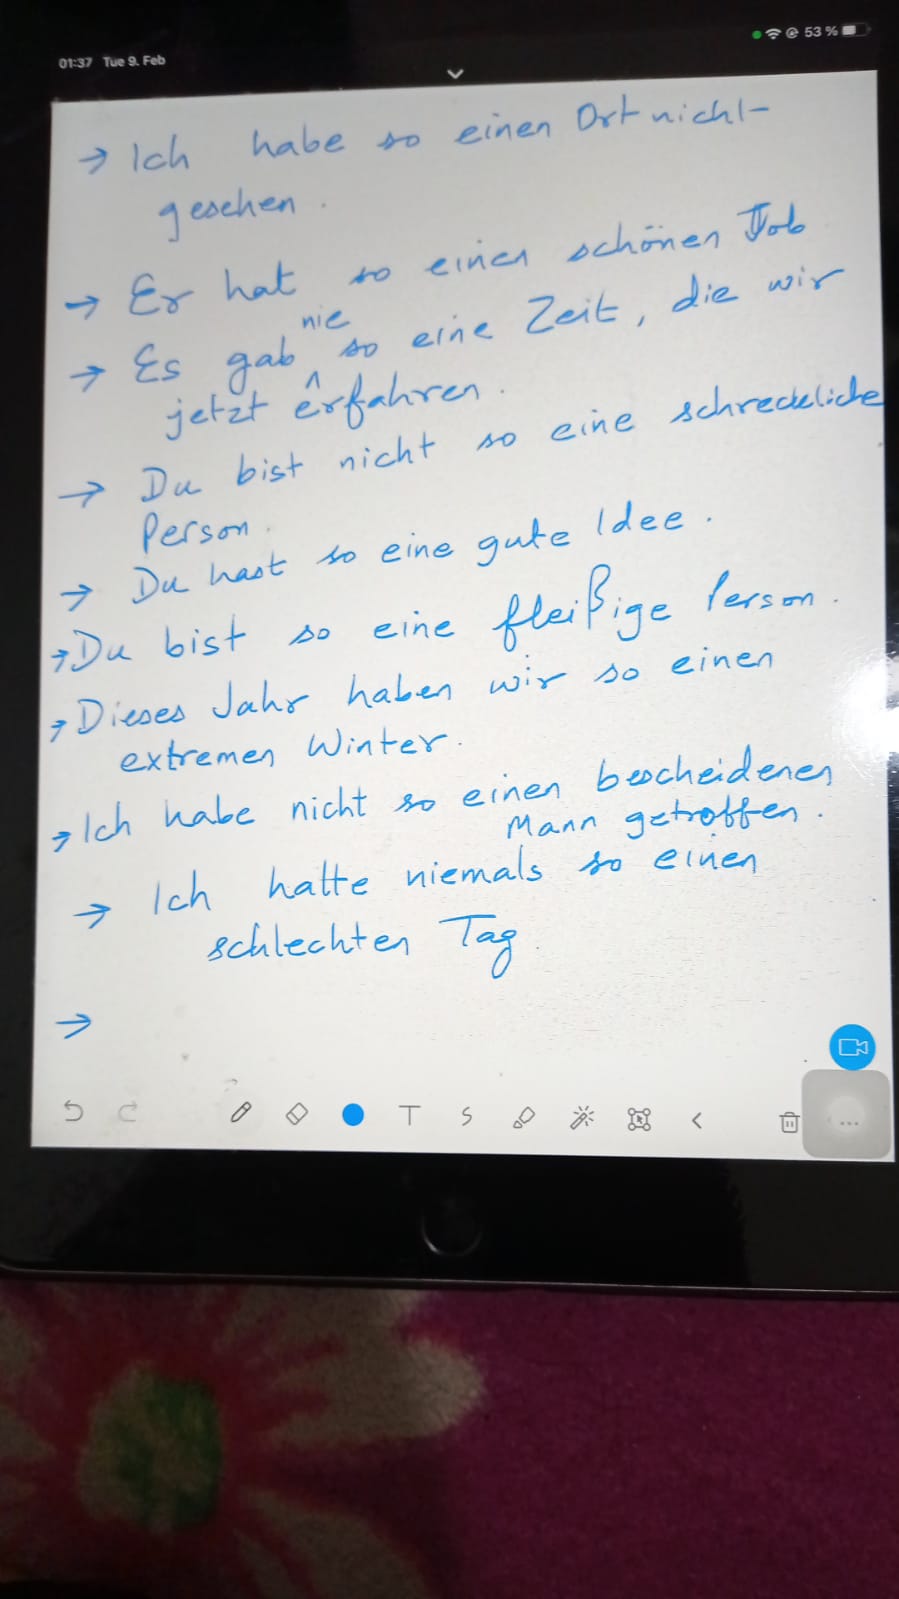 01:37 Tue 9. Feb
53 %
→ Ich habe so einen Ort nicht
gesehen.
→ Er hat so einen schönen Job
nie
→ Es gab ^ so eine Zeit, die wir
jetzt erfahren.
→ Du bist nicht so eine schreckliche
Person.
→ Du hast so eine gute Idee.
→ Du bist so eine fleißige Person.
→ Dieses Jahr haben wir so einen
extremen Winter.
→ Ich habe nicht so einen bescheidenen
Mann getroffen.
→ Ich hatte niemals so einen
schlechten Tag.
→
T